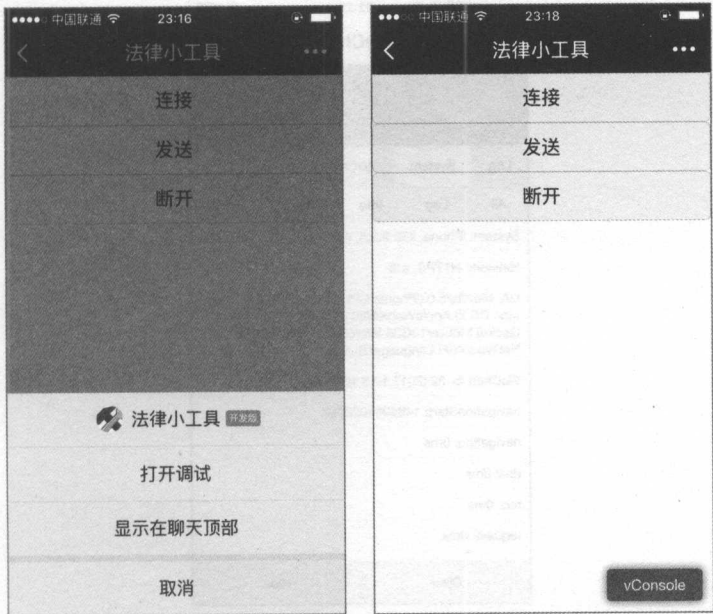 中国联通 23:16
法律小工具
连接
发送
断开
法律小工具 开发版
打开调试
显示在聊天顶部
取消
中国联通 23:18
法律小工具
连接
发送
断开
vConsole